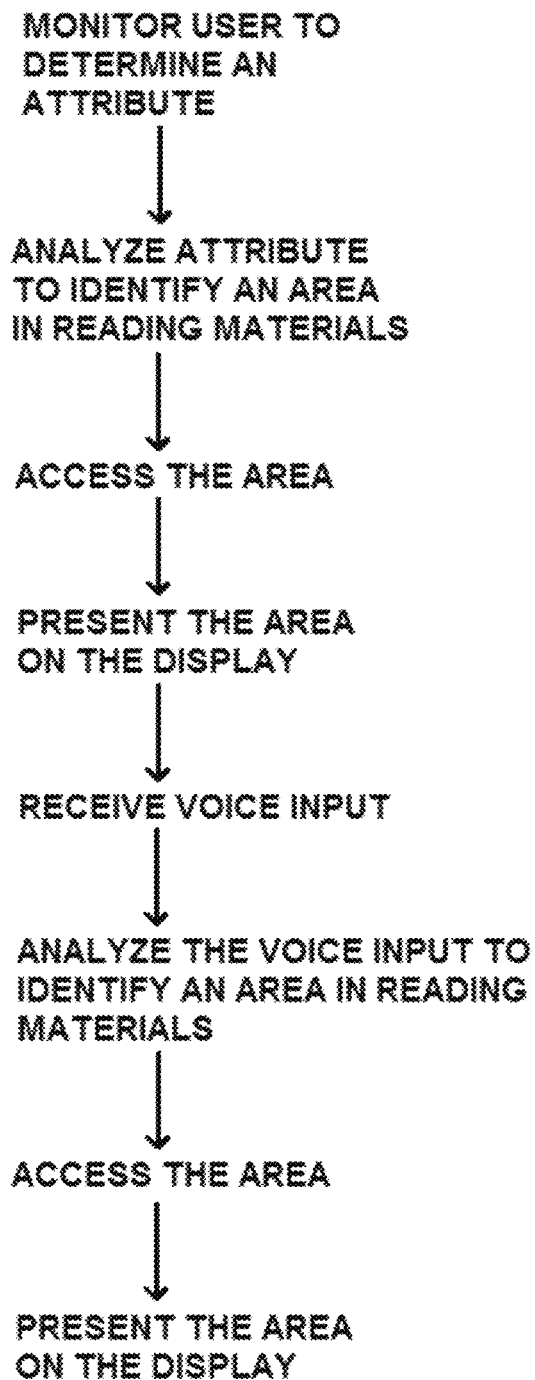 MONITOR USER TO
DETERMINE AN
ATTRIBUTE
ANALYZE ATTRIBUTE
TO IDENTIFY AN AREA
IN READING MATERIALS
ACCESS THE AREA
PRESENT THE AREA
ON THE DISPLAY
RECEIVE VOICE INPUT
ANALYZE THE VOICE INPUT TO
IDENTIFY AN AREA IN READING
MATERIALS
ACCESS THE AREA
PRESENT THE AREA
ON THE DISPLAY